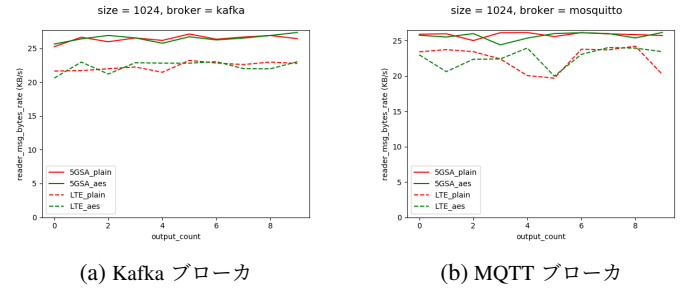 size = 1024, broker = kafka
reader_msg_bytes_rate (KB/s)
25
20
15
10
5
0
5GSA_plain
5GSA_aes
LTE_plain
LTE_aes
0 2 4 6 8
output_count
(a) Kafka ブローカ
size = 1024, broker = mosquitto
reader_msg_bytes_rate (KB/s)
25
20
15
10
5
0
5GSA_plain
5GSA_aes
LTE_plain
LTE_aes
0 2 4 6 8
output_count
(b) MQTT ブローカ